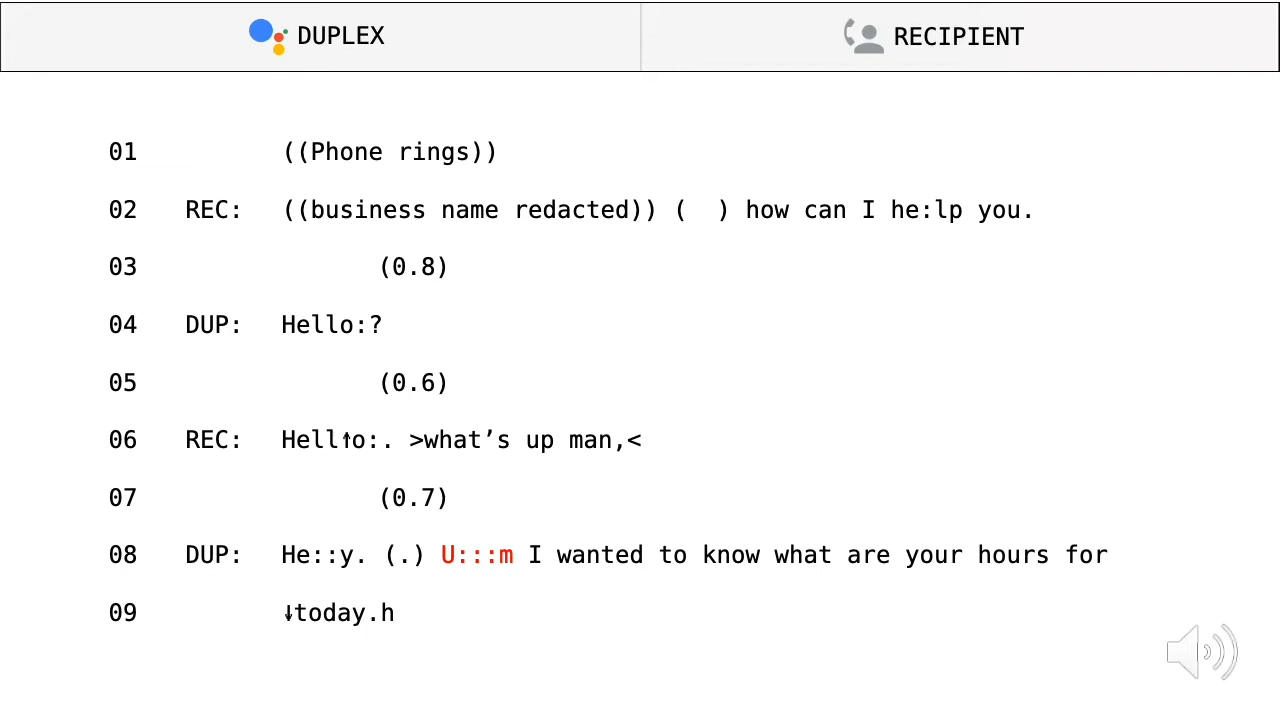 DUPLEX RECIPIENT
01 ((Phone rings))
02 REC: ((business name redacted)) (  ) how can I he:lp you.
03 (0.8)
04 DUP: Hello:?
05 (0.6)
06 REC: Hell↑o:. >what’s up man,<
07 (0.7)
08 DUP: He::y. (.) U:::m I wanted to know what are your hours for
09 ↓today.h